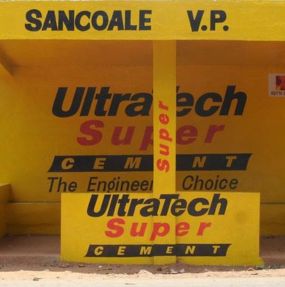 SANCOALE V.P.
UltraTech
Super
CEMENT
The Engineer Choice
Super
UltraTech
Super
CEMENT